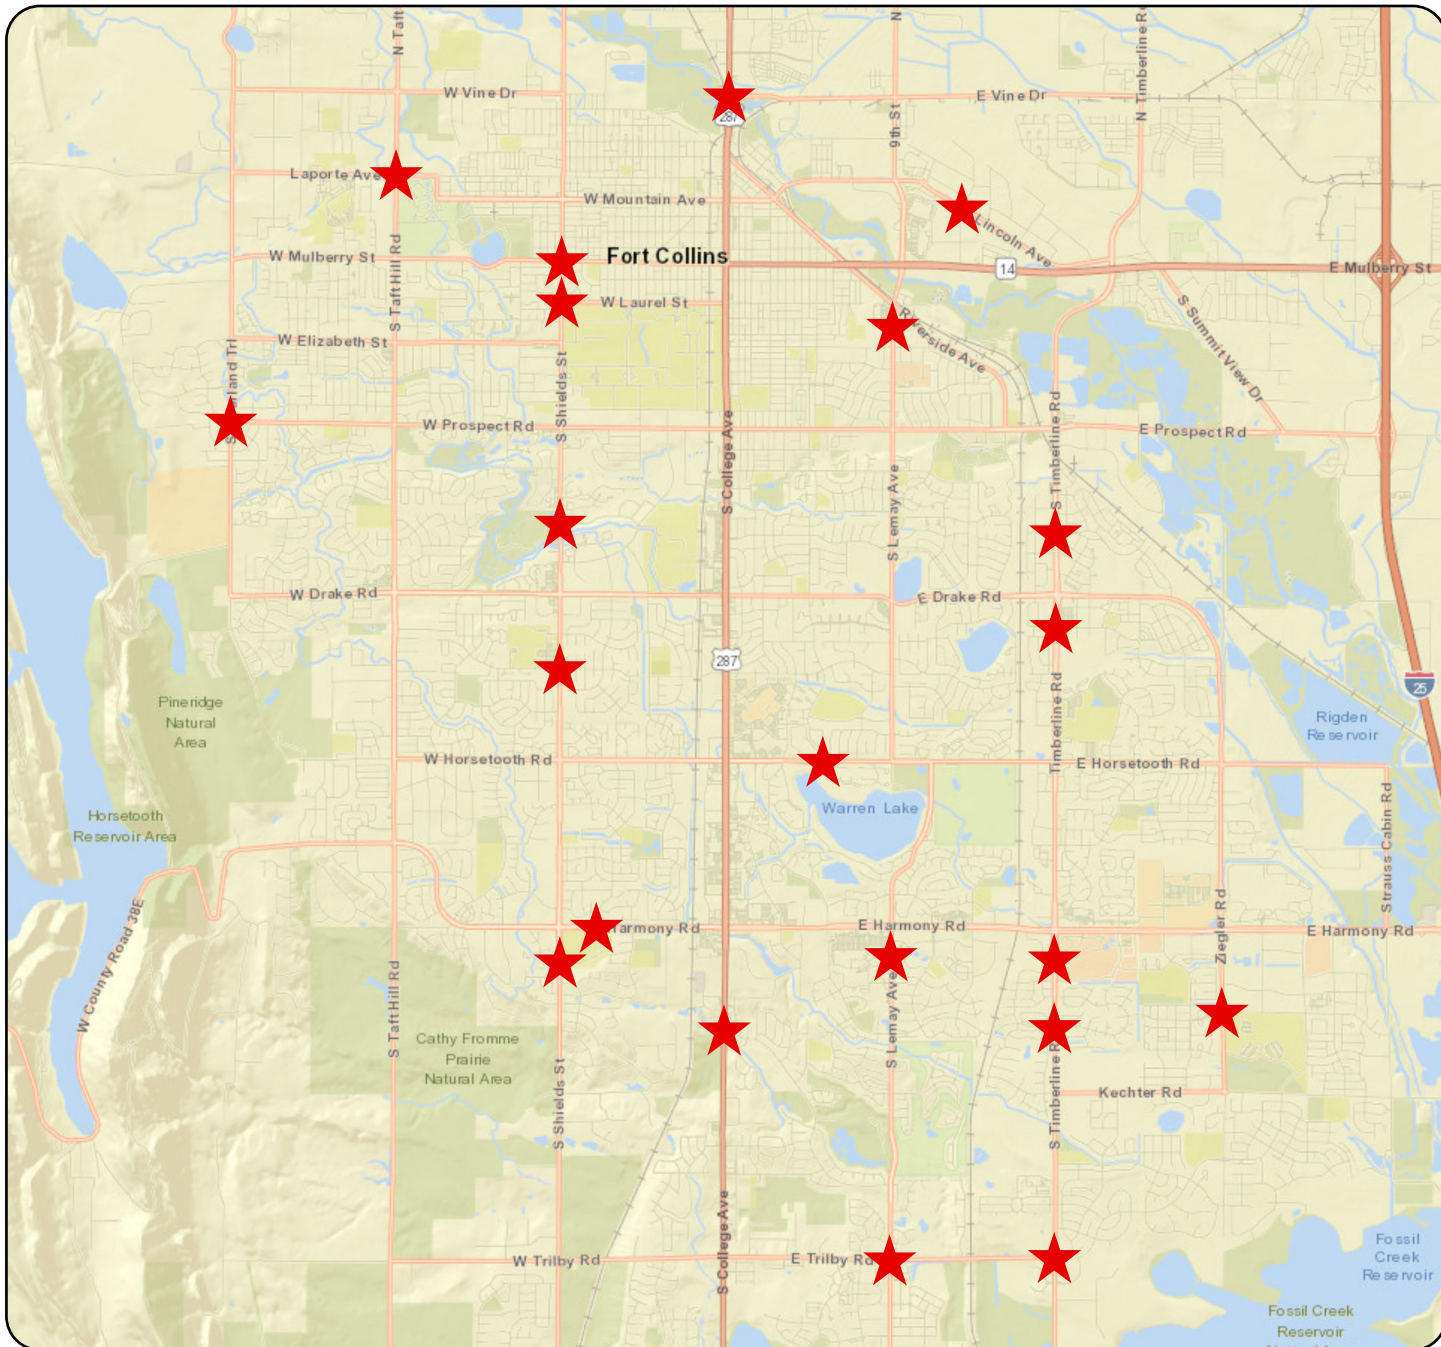 N Taft
N
N Timberline Rd
W Vine Dr
E Vine Dr
287
9th St
Laporte Ave
W Mountain Ave
Lincoln Ave
W Mulberry St
Fort Collins
14
E Mulberry St
S Taft Hill Rd
W Laurel St
Riverside Ave
S Summit View Dr
W Elizabeth St
S Shields St
W Prospect Rd
E Prospect Rd
S College Ave
S Timberline Rd
S Lemay Ave
W Drake Rd
E Drake Rd
287
25
Pineridge
Natural
Area
Timberline Rd
Rigden
Reservoir
W Horsetooth Rd
E Horsetooth Rd
Warren Lake
Horsetooth
Reservoir Area
Strauss Cabin Rd
W County Road 38E
Harmony Rd
E Harmony Rd
E Harmony Rd
Ziegler Rd
S Taft Hill Rd
S Lemay Ave
Cathy Fromme
Prairie
Natural Area
S Shields St
S Timberline R
Kechter Rd
S College Ave
W Trilby Rd
E Trilby Rd
Fossil
Creek
Reservoir
Fossil Creek
Reservoir